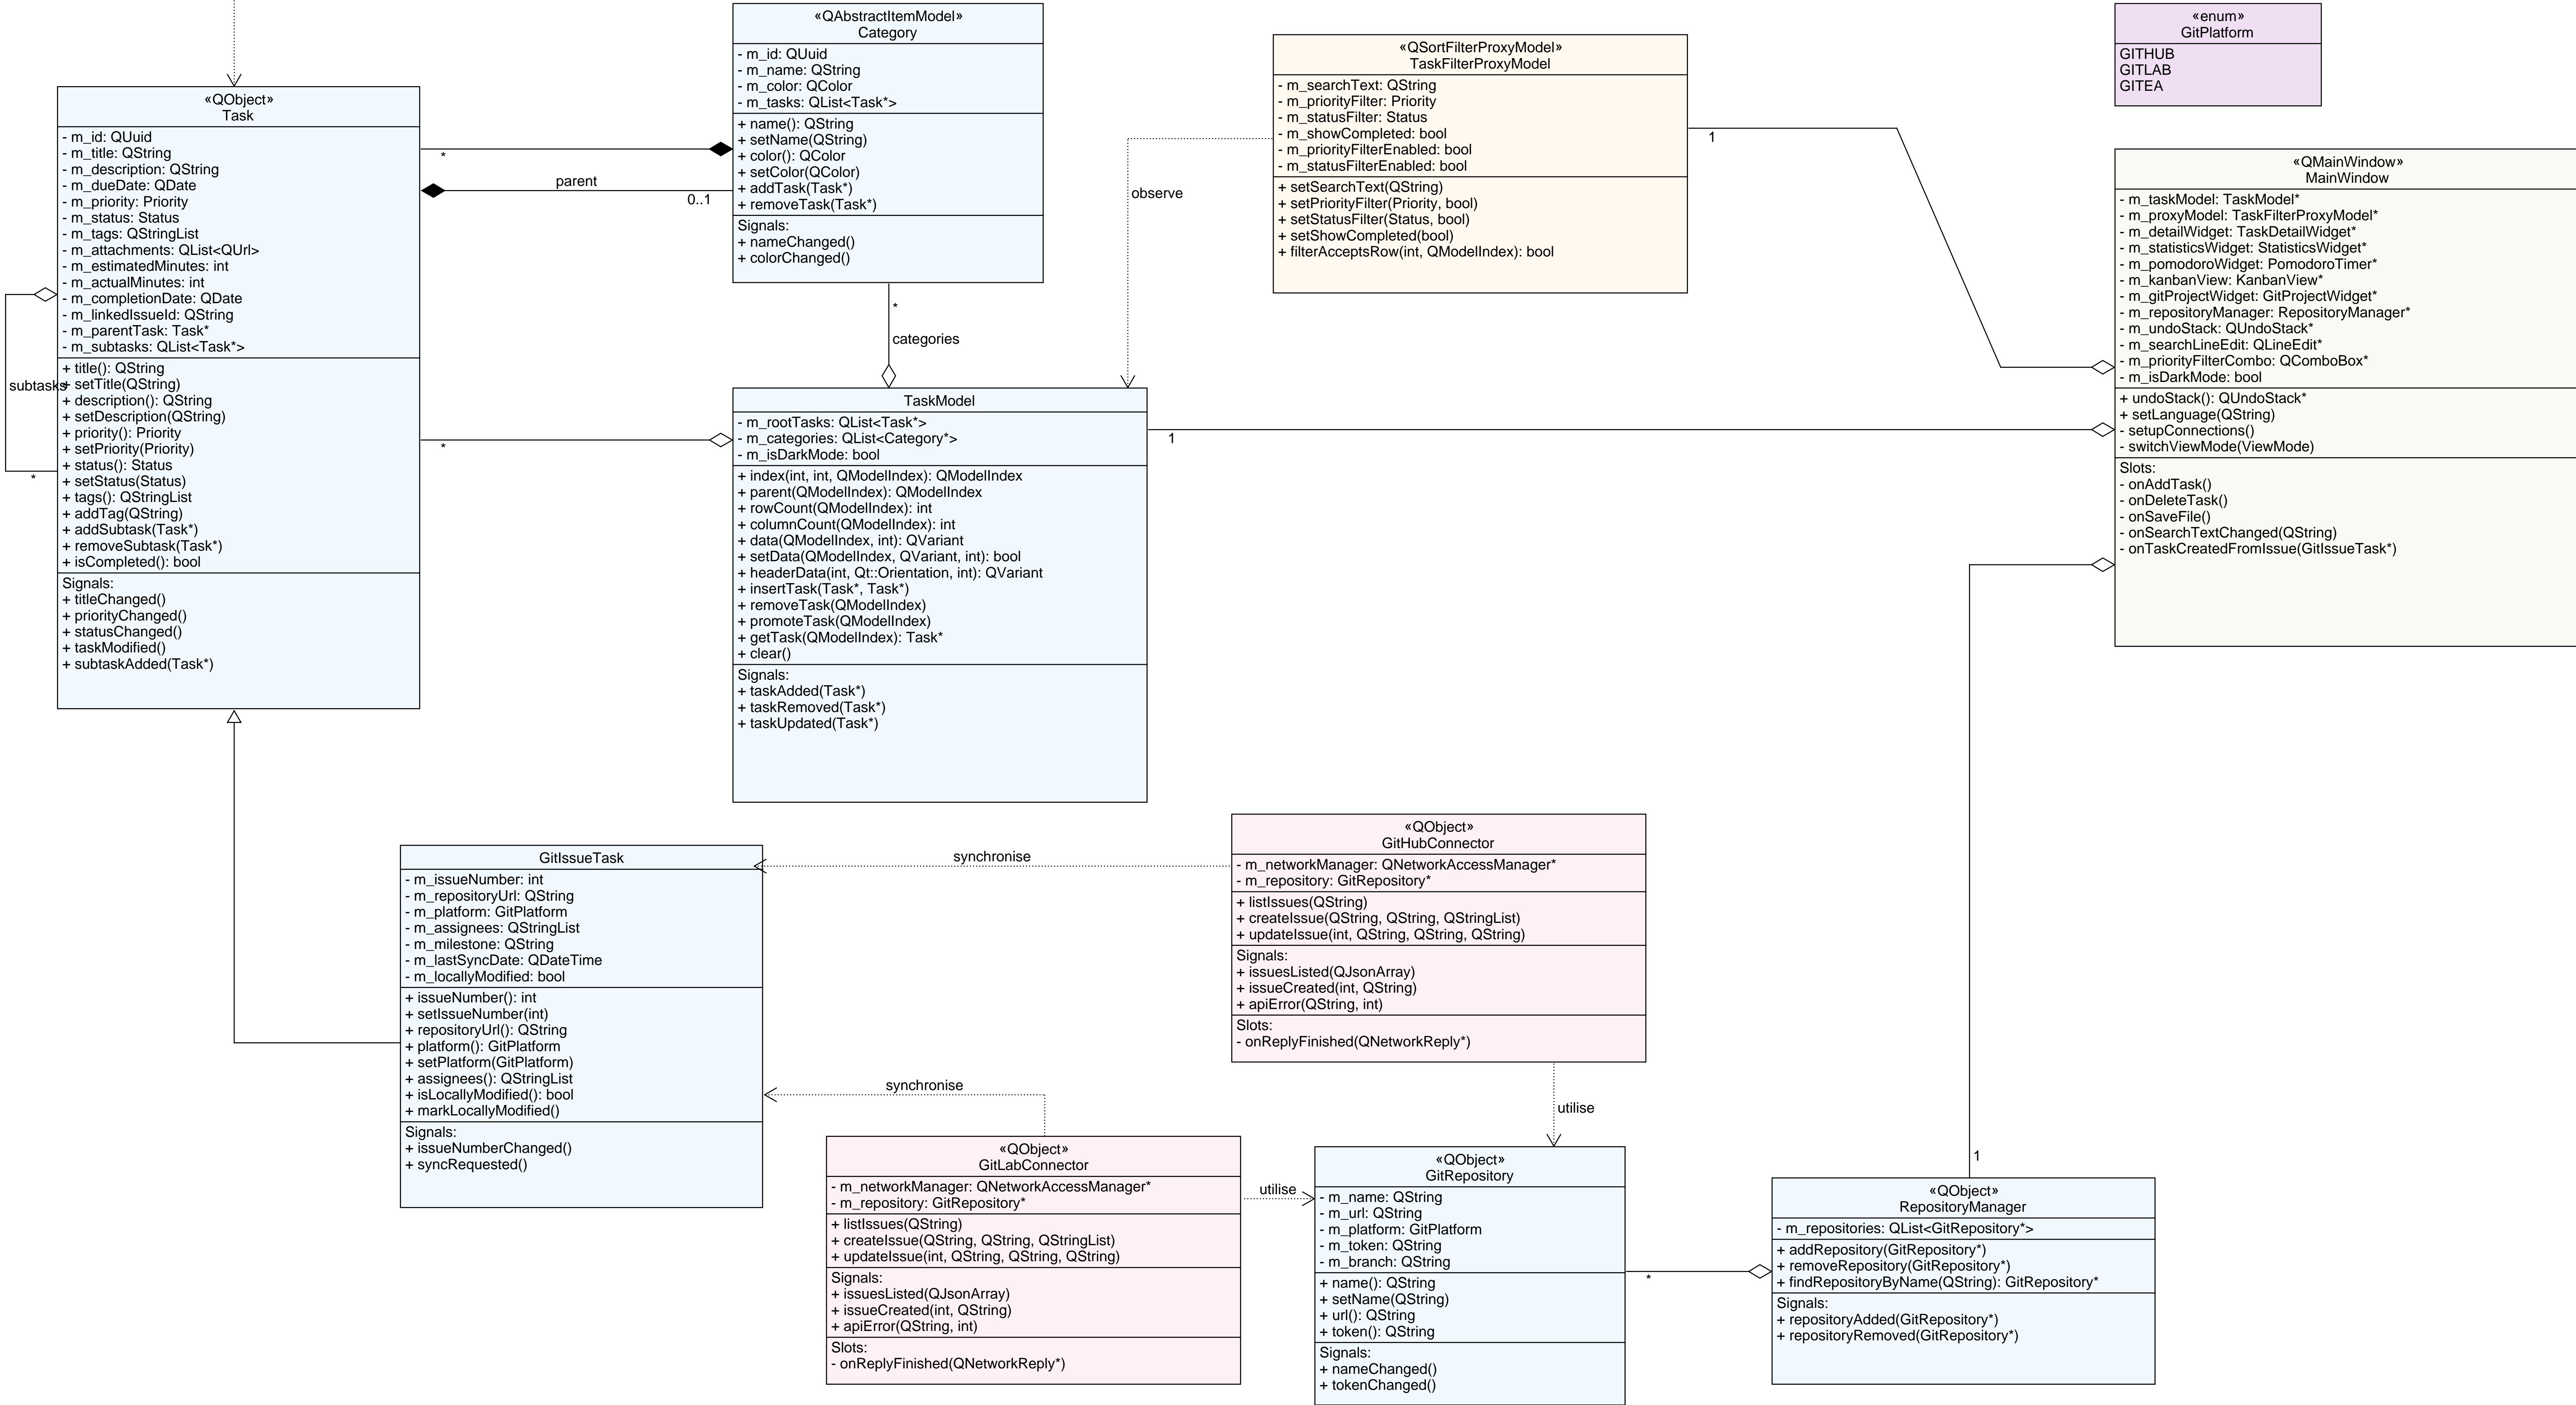 «QObject»
Task
- m_id: QUuid
- m_title: QString
- m_description: QString
- m_dueDate: QDate
- m_priority: Priority
- m_status: Status
- m_tags: QStringList
- m_attachments: QList<QUrl>
- m_estimatedMinutes: int
- m_actualMinutes: int
- m_completionDate: QDate
- m_linkedIssueId: QString
- m_parentTask: Task*
- m_subtasks: QList<Task*>
+ title(): QString
+ setTitle(QString)
+ description(): QString
+ setDescription(QString)
+ priority(): Priority
+ setPriority(Priority)
+ status(): Status
+ setStatus(Status)
+ tags(): QStringList
+ addTag(QString)
+ addSubtask(Task*)
+ removeSubtask(Task*)
+ isCompleted(): bool
Signals:
+ titleChanged()
+ priorityChanged()
+ statusChanged()
+ taskModified()
+ subtaskAdded(Task*)
subtasks
*
*
parent
0..1
*
«QAbstractItemModel»
Category
- m_id: QUuid
- m_name: QString
- m_color: QColor
- m_tasks: QList<Task*>
+ name(): QString
+ setName(QString)
+ color(): QColor
+ setColor(QColor)
+ addTask(Task*)
+ removeTask(Task*)
Signals:
+ nameChanged()
+ colorChanged()
*
categories
TaskModel
- m_rootTasks: QList<Task*>
- m_categories: QList<Category*>
- m_isDarkMode: bool
+ index(int, int, QModelIndex): QModelIndex
+ parent(QModelIndex): QModelIndex
+ rowCount(QModelIndex): int
+ columnCount(QModelIndex): int
+ data(QModelIndex, int): QVariant
+ setData(QModelIndex, QVariant, int): bool
+ headerData(int, Qt::Orientation, int): QVariant
+ insertTask(Task*, Task*)
+ removeTask(QModelIndex)
+ promoteTask(QModelIndex)
+ getTask(QModelIndex): Task*
+ clear()
Signals:
+ taskAdded(Task*)
+ taskRemoved(Task*)
+ taskUpdated(Task*)
observe
1
«QSortFilterProxyModel»
TaskFilterProxyModel
- m_searchText: QString
- m_priorityFilter: Priority
- m_statusFilter: Status
- m_showCompleted: bool
- m_priorityFilterEnabled: bool
- m_statusFilterEnabled: bool
+ setSearchText(QString)
+ setPriorityFilter(Priority, bool)
+ setStatusFilter(Status, bool)
+ setShowCompleted(bool)
+ filterAcceptsRow(int, QModelIndex): bool
1
«enum»
GitPlatform
GITHUB
GITLAB
GITEA
«QMainWindow»
MainWindow
- m_taskModel: TaskModel*
- m_proxyModel: TaskFilterProxyModel*
- m_detailWidget: TaskDetailWidget*
- m_statisticsWidget: StatisticsWidget*
- m_pomodoroWidget: PomodoroTimer*
- m_kanbanView: KanbanView*
- m_gitProjectWidget: GitProjectWidget*
- m_repositoryManager: RepositoryManager*
- m_undoStack: QUndoStack*
- m_searchLineEdit: QLineEdit*
- m_priorityFilterCombo: QComboBox*
- m_isDarkMode: bool
+ undoStack(): QUndoStack*
+ setLanguage(QString)
- setupConnections()
- switchViewMode(ViewMode)
Slots:
- onAddTask()
- onDeleteTask()
- onSaveFile()
- onSearchTextChanged(QString)
- onTaskCreatedFromIssue(GitIssueTask*)
GitIssueTask
- m_issueNumber: int
- m_repositoryUrl: QString
- m_platform: GitPlatform
- m_assignees: QStringList
- m_milestone: QString
- m_lastSyncDate: QDateTime
- m_locallyModified: bool
+ issueNumber(): int
+ setIssueNumber(int)
+ repositoryUrl(): QString
+ platform(): GitPlatform
+ setPlatform(GitPlatform)
+ assignees(): QStringList
+ isLocallyModified(): bool
+ markLocallyModified()
Signals:
+ issueNumberChanged()
+ syncRequested()
synchronise
«QObject»
GitHubConnector
- m_networkManager: QNetworkAccessManager*
- m_repository: GitRepository*
+ listIssues(QString)
+ createIssue(QString, QString, QStringList)
+ updateIssue(int, QString, QString, QString)
Signals:
+ issuesListed(QJsonArray)
+ issueCreated(int, QString)
+ apiError(QString, int)
Slots:
- onReplyFinished(QNetworkReply*)
synchronise
utilise
«QObject»
GitLabConnector
- m_networkManager: QNetworkAccessManager*
- m_repository: GitRepository*
+ listIssues(QString)
+ createIssue(QString, QString, QStringList)
+ updateIssue(int, QString, QString, QString)
Signals:
+ issuesListed(QJsonArray)
+ issueCreated(int, QString)
+ apiError(QString, int)
Slots:
- onReplyFinished(QNetworkReply*)
utilise
«QObject»
GitRepository
- m_name: QString
- m_url: QString
- m_platform: GitPlatform
- m_token: QString
- m_branch: QString
+ name(): QString
+ setName(QString)
+ url(): QString
+ token(): QString
Signals:
+ nameChanged()
+ tokenChanged()
*
1
«QObject»
RepositoryManager
- m_repositories: QList<GitRepository*>
+ addRepository(GitRepository*)
+ removeRepository(GitRepository*)
+ findRepositoryByName(QString): GitRepository*
Signals:
+ repositoryAdded(GitRepository*)
+ repositoryRemoved(GitRepository*)